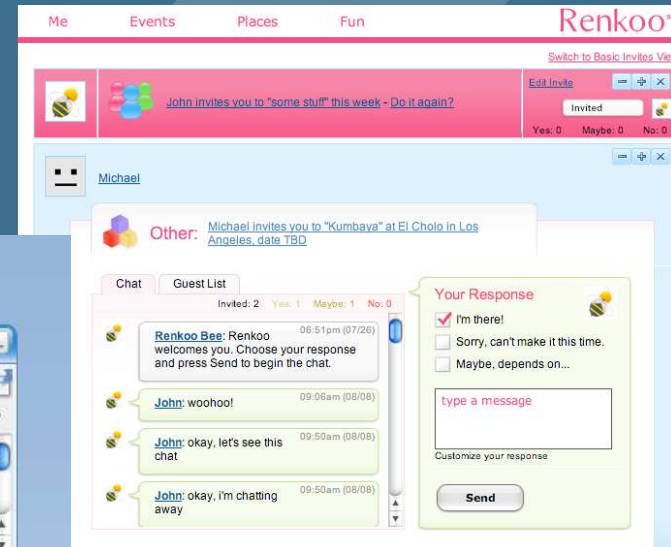 Me Events Places Fun Renkoo
Switch to Basic Invites Vie
John invites you to "some stuff" this week - Do it again?
Edit Invite
Invited
Yes: 0 Maybe: 0 No: 0
Michael
Other: Michael invites you to "Kumbaya" at El Cholo in Los
Angeles, date TBD
Chat Guest List
Invited: 2 Yes: 1 Maybe: 1 No: 0
Renkoo Bee: Renkoo 06:51pm (07/26)
welcomes you. Choose your response
and press Send to begin the chat.
John: woohoo! 09:06am (08/08)
John: okay, let's see this 09:50am (08/08)
chat
John: okay, i'm chatting 09:50am (08/08)
away
Your Response
I'm there!
Sorry, can't make it this time.
Maybe, depends on...
type a message
Customize your response
Send